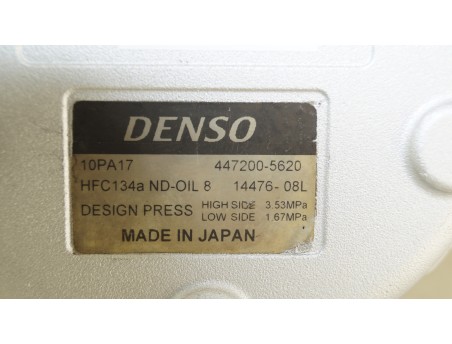 DENSO
10PA17 447200-5620
HFC134a ND-OIL 8 14476-08L
DESIGN PRESS HIGH SIDE 3.53MPa
LOW SIDE 1.67MPa
MADE IN JAPAN